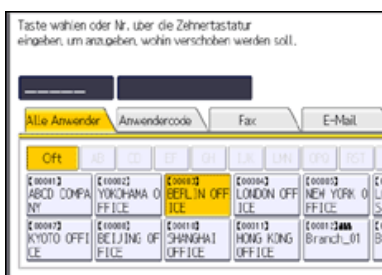 Taste wählen oder Nr. über die Zehnertastatur
eingeben, um anzugeben, wohin verschoben werden soll.
Alle Anwender Anwendercode Fax E-Mail
Oft AB CD EF GH IJK LMN OPQ RST
[00001] [00002] [00003] [00004] [00005]
ABCD COMPA YOKOHAMA O BERLIN OFF LONDON OFF NEW YORK O
NY FFICE ICE ICE FFICE
[00007] [00008] [00010] [00011] [00012]
KYOTO OFFI BEIJING OF SHANGHAI HONG KONG Branch_01
CE FICE OFFICE OFFICE